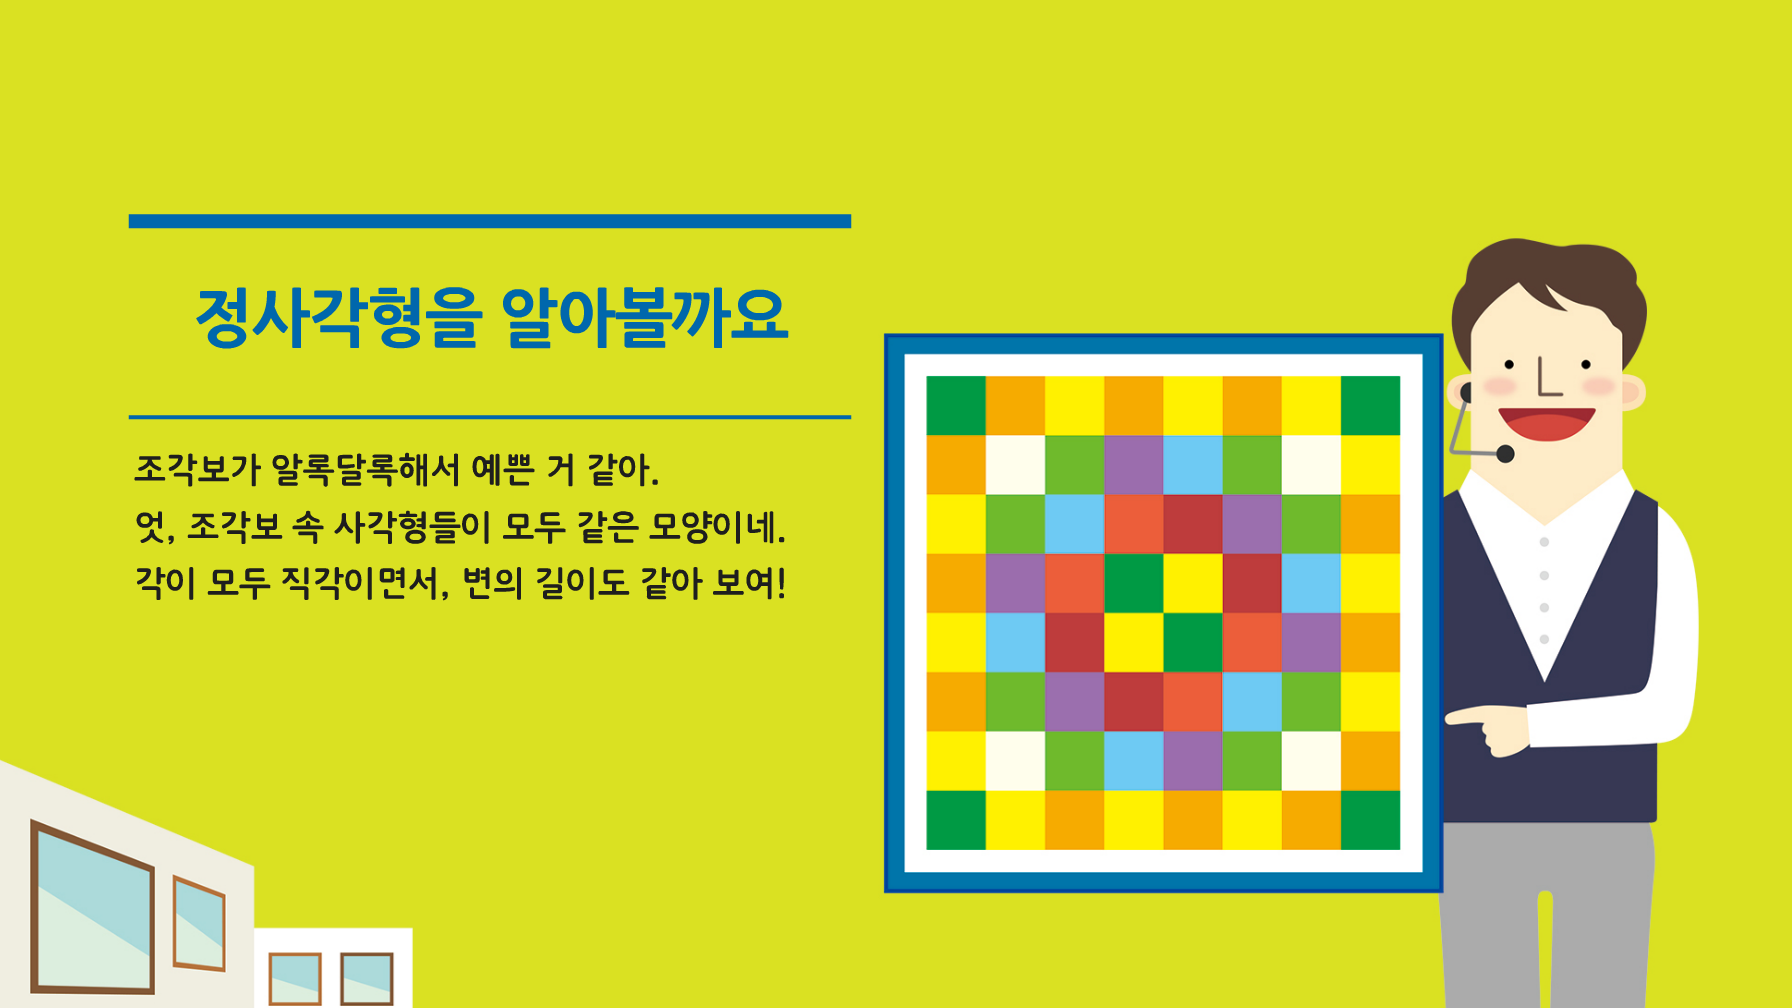 정사각형을 알아볼까요
조각보가 알록달록해서 예쁜 거 같아.
엇, 조각보 속 사각형들이 모두 같은 모양이네.
각이 모두 직각이면서, 변의 길이도 같아 보여!